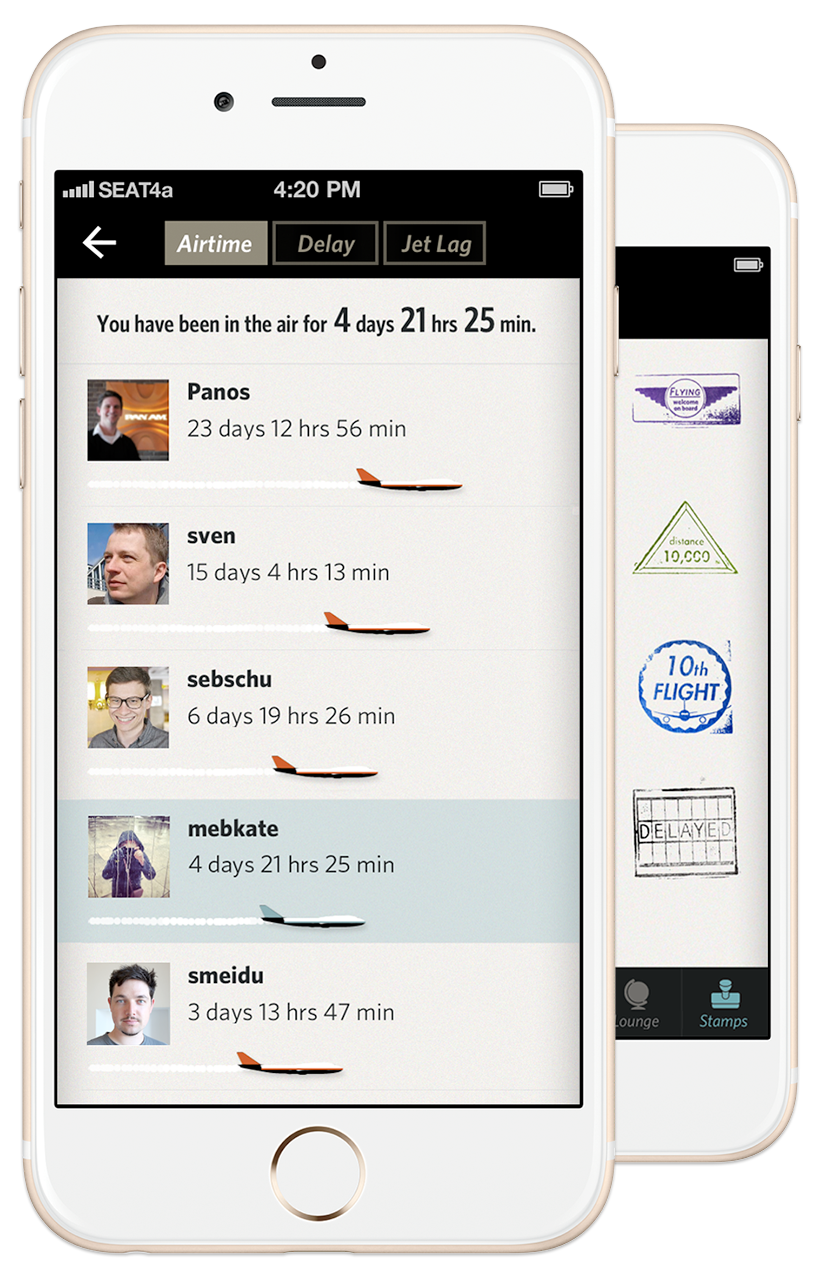 SEAT4a 4:20 PM
Airtime Delay Jet Lag
You have been in the air for 4 days 21 hrs 25 min.
Panos
23 days 12 hrs 56 min
PAN AM
sven
15 days 4 hrs 13 min
sebschu
6 days 19 hrs 26 min
mebkate
4 days 21 hrs 25 min
smeidu
3 days 13 hrs 47 min
FLYING
welcome
on board
distance
10,000
10th
FLIGHT
DELAYED
Lounge Stamps